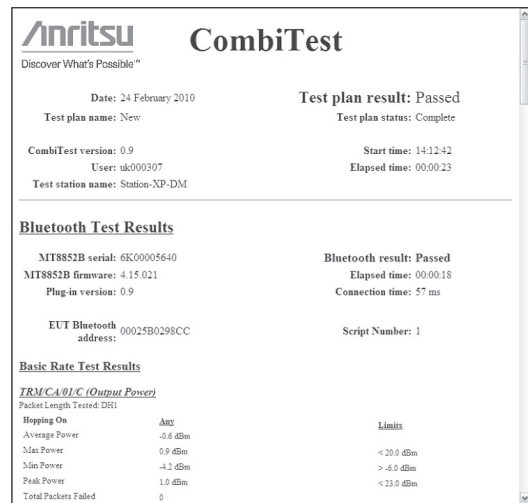 Anritsu
Discover What's Possible™
CombiTest
Date: 24 February 2010
Test plan result: Passed
Test plan name: New
Test plan status: Complete
CombiTest version: 0.9
Start time: 14:12:42
User: uk000307
Elapsed time: 00:00:23
Test station name: Station-XP-DM
Bluetooth Test Results
MT8852B serial: 6K00005640
Bluetooth result: Passed
MT8852B firmware: 4.15.021
Elapsed time: 00:00:18
Plug-in version: 0.9
Connection time: 57 ms
EUT Bluetooth address: 00025B0298CC
Script Number: 1
Basic Rate Test Results
TRM/CA/01/C (Output Power)
Packet Length Tested: DH1
Hopping On Any Limits
Average Power -0.6 dBm
Max Power 0.9 dBm < 20.0 dBm
Min Power -4.2 dBm > -6.0 dBm
Peak Power 1.0 dBm < 23.0 dBm
Total Packets Failed 0